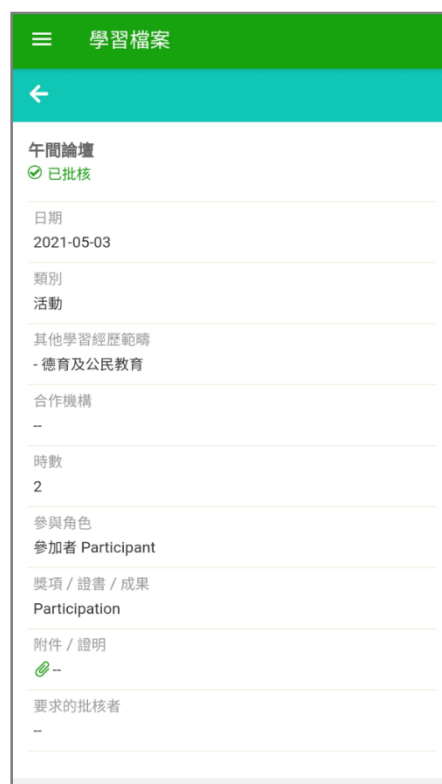 學習檔案
午間論壇
已批核
日期
2021-05-03
類別
活動
其他學習經歷範疇
- 德育及公民教育
合作機構
--
時數
2
參與角色
參加者 Participant
獎項 / 證書 / 成果
Participation
附件 / 證明
--
要求的批核者
--